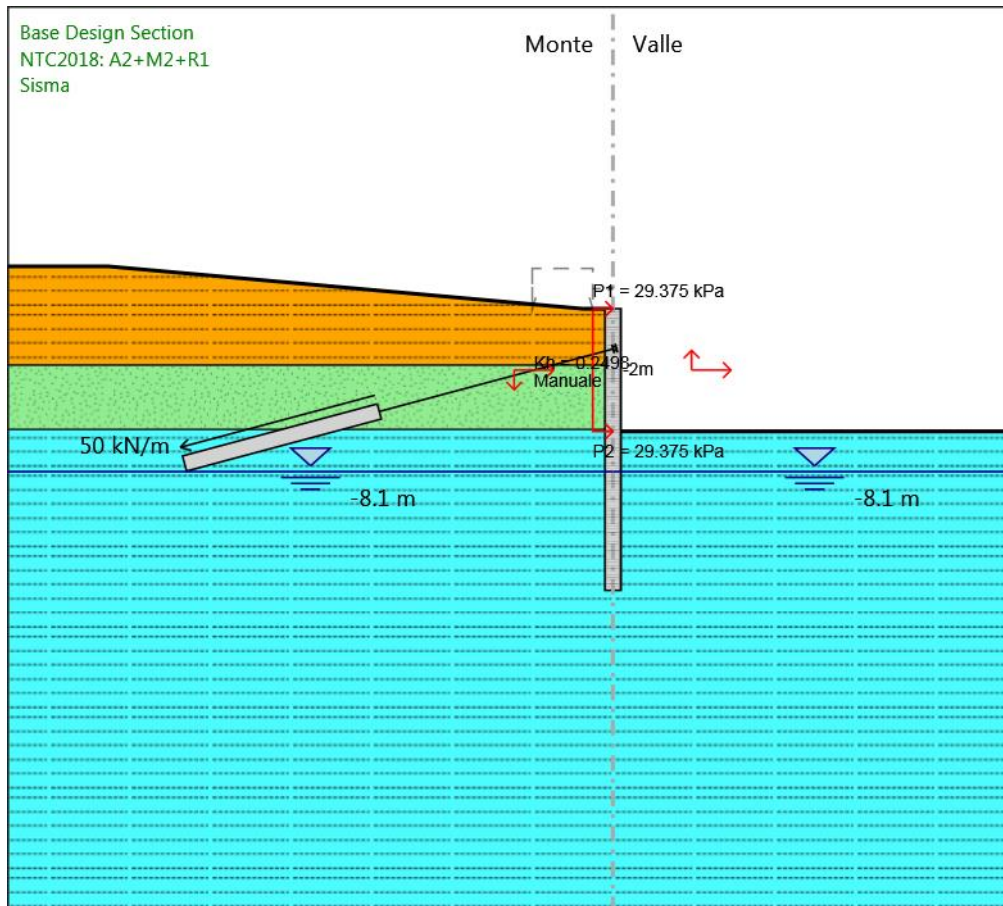 Base Design Section
NTC2018: A2+M2+R1
Sisma
Monte
Valle
P1 = 29.375 kPa
Kh = 0.2493
-2m
Manuale
50 kN/m
P2 = 29.375 kPa
-8.1 m
-8.1 m